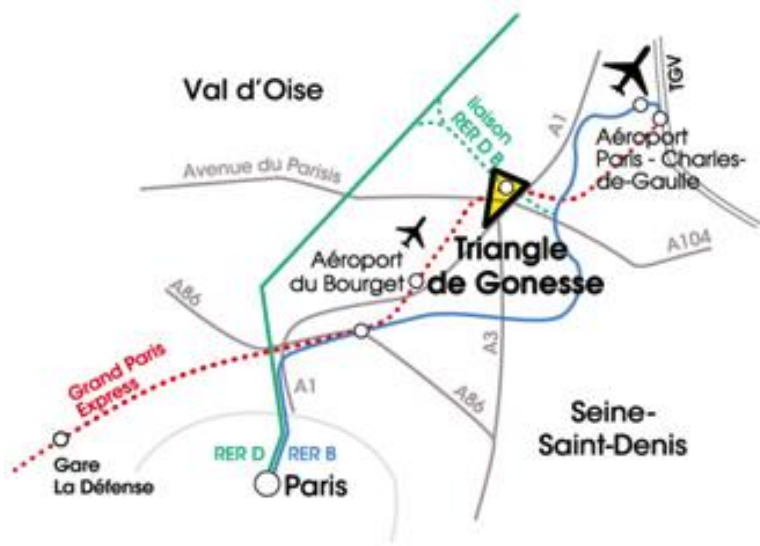 Val d'Oise
liaison
RER D B
A1
TGV
Aéroport
Paris - Charles-
de-Gaulle
Avenue du Parisis
A104
Triangle
de Gonesse
Aéroport
du Bourget
A86
A3
Grand Paris
Express
A1
A86
Seine-
Saint-Denis
RER D
RER B
Gare
La Défense
Paris